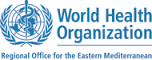 World Health
Organization
Regional Office for the Eastern Mediterranean